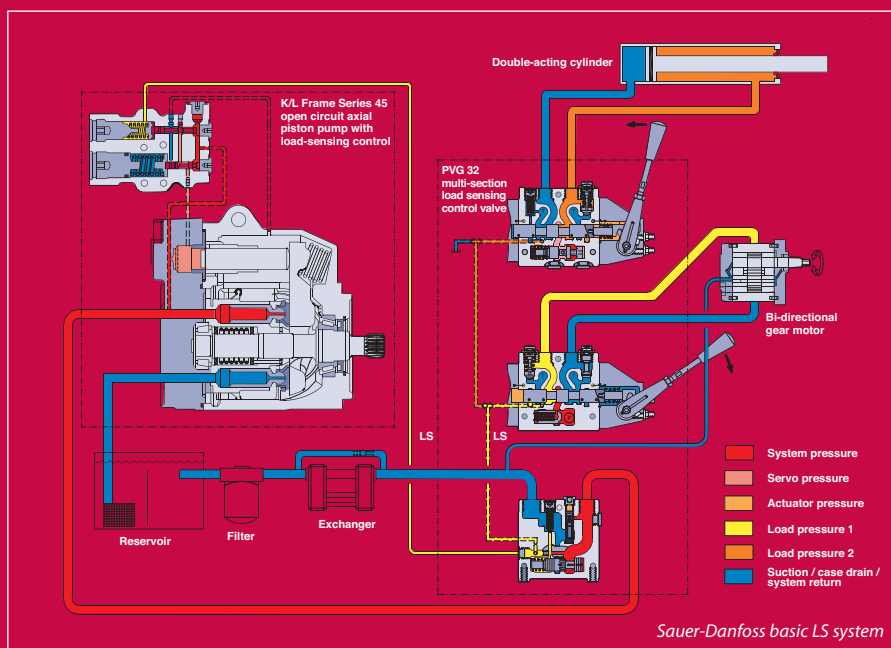 Double-acting cylinder
K/L Frame Series 45
open circuit axial
piston pump with
load-sensing control
PVG 32
multi-section
load sensing
control valve
Bi-directional
gear motor
LS
LS
Reservoir
Filter
Exchanger
System pressure
Servo pressure
Actuator pressure
Load pressure 1
Load pressure 2
Suction / case drain /
system return
Sauer-Danfoss basic LS system